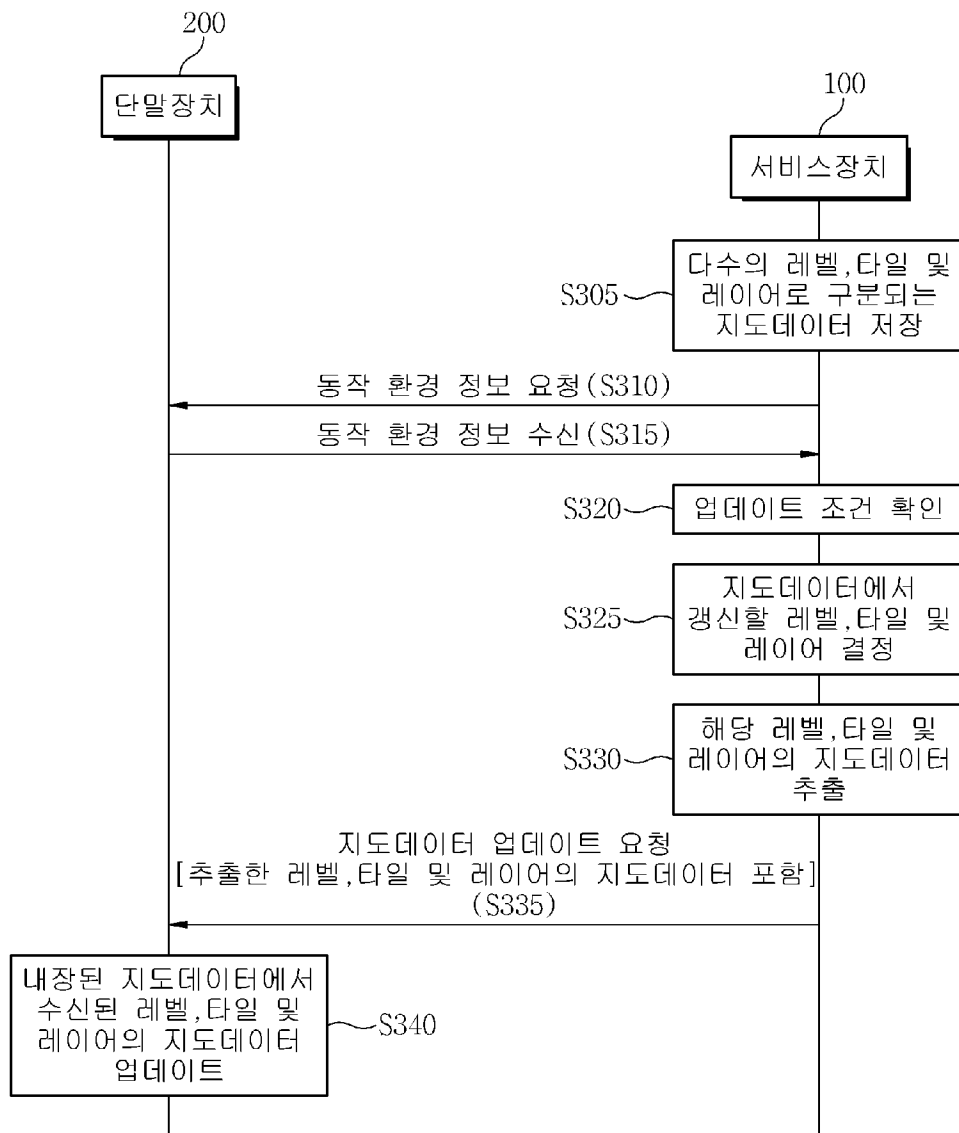 200
단말장치
100
서비스장치
다수의 레벨,타일 및
S305
레이어로 구분되는
지도데이터 저장
동작 환경 정보 요청(S310)
동작 환경 정보 수신(S315)
S320
업데이트 조건 확인
지도데이터에서
S325
갱신할 레벨,타일 및
레이어 결정
해당 레벨,타일 및
S330
레이어의 지도데이터
추출
지도데이터 업데이트 요청
[추출한 레벨,타일 및 레이어의 지도데이터 포함]
(S335)
내장된 지도데이터에서
수신된 레벨,타일 및
레이어의 지도데이터
업데이트
S340